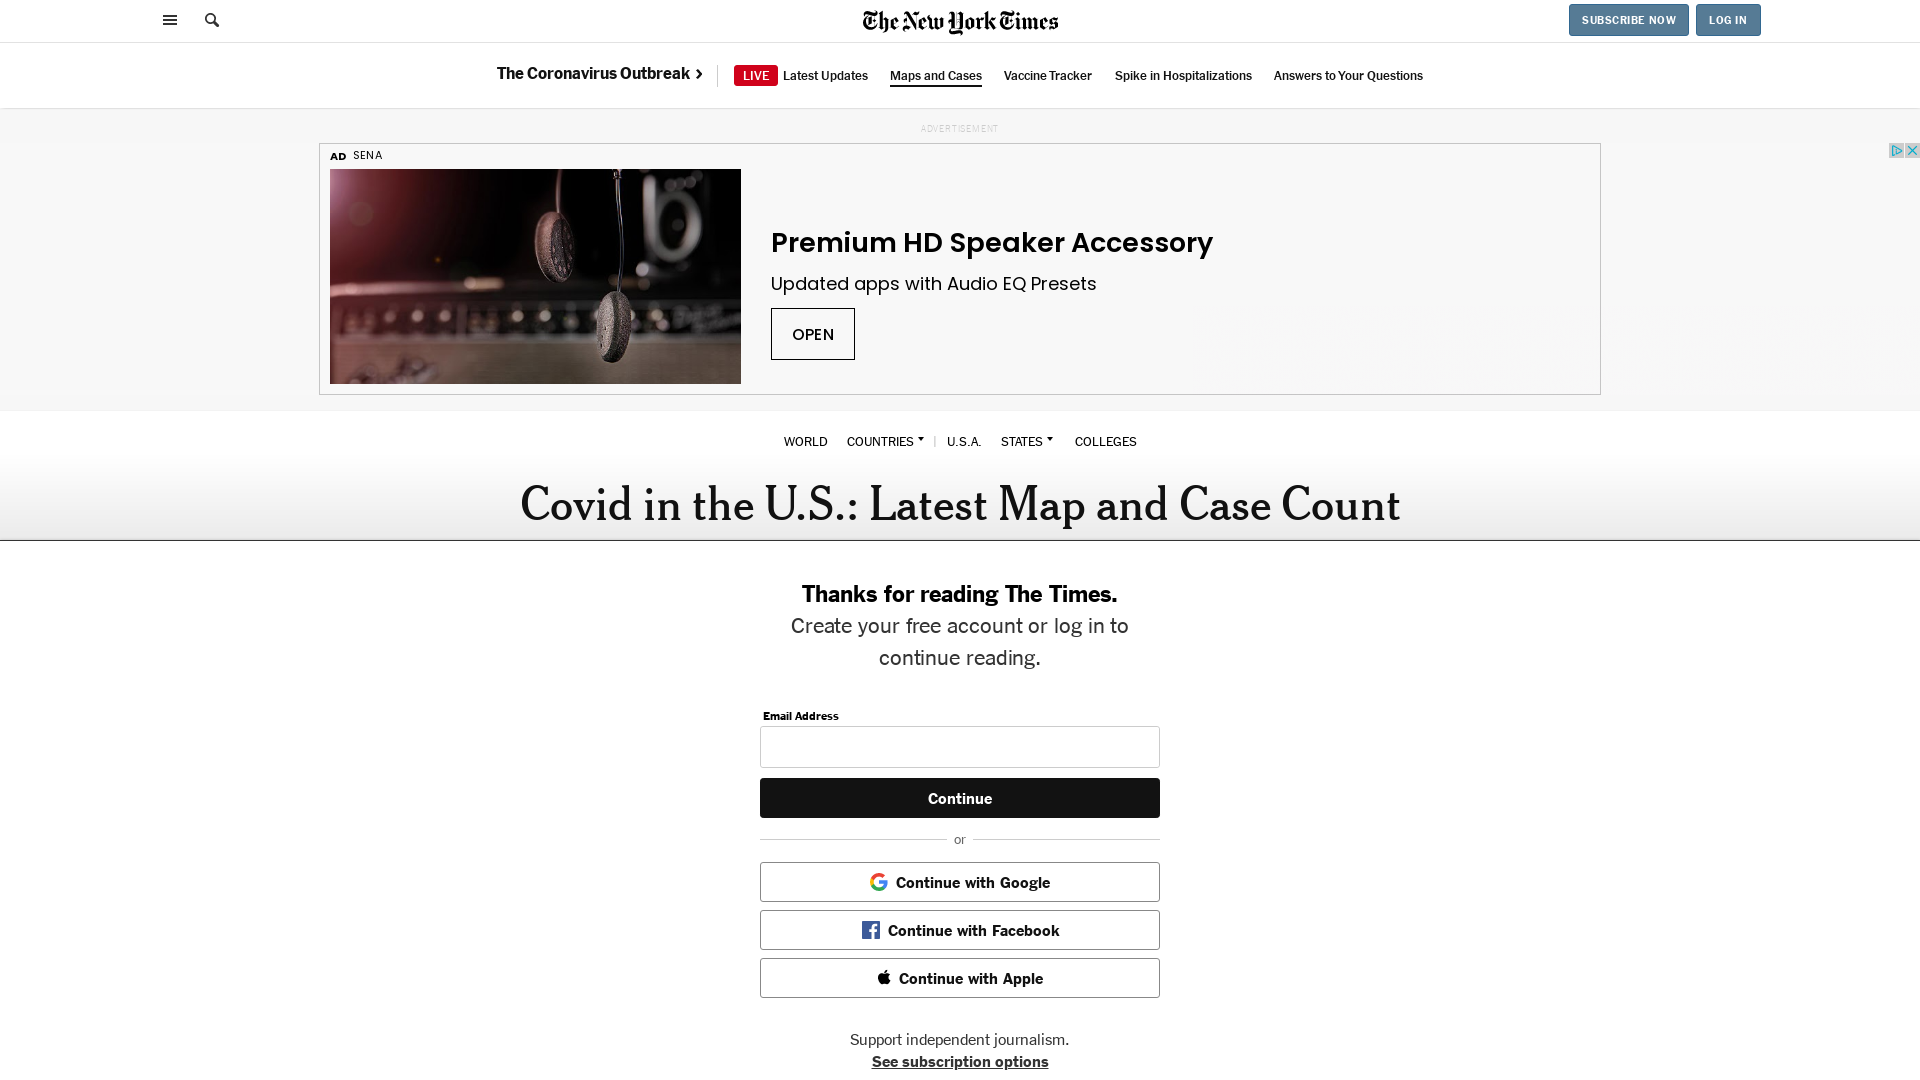 The New York Times
SUBSCRIBE NOW
LOG IN
The Coronavirus Outbreak
LIVE Latest Updates
Maps and Cases
Vaccine Tracker
Spike in Hospitalizations
Answers to Your Questions
ADVERTISEMENT
AD SENA
b
Premium HD Speaker Accessory
Updated apps with Audio EQ Presets
OPEN
WORLD
COUNTRIES
U.S.A.
STATES
COLLEGES
Covid in the U.S.: Latest Map and Case Count
Thanks for reading The Times.
Create your free account or log in to
continue reading.
Email Address
Continue
or
Continue with Google
Continue with Facebook
Continue with Apple
Support independent journalism.
See subscription options